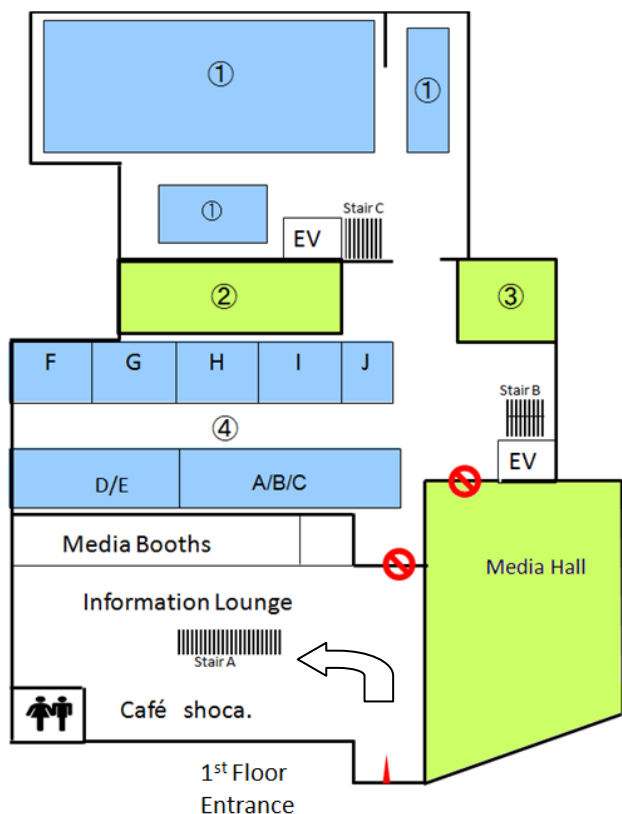 ①
①
①
Stair C
EV
②
③
F G H I J
Stair B
④
EV
D/E A/B/C
Media Booths
Media Hall
Information Lounge
Stair A
Café shoca.
1st Floor
Entrance